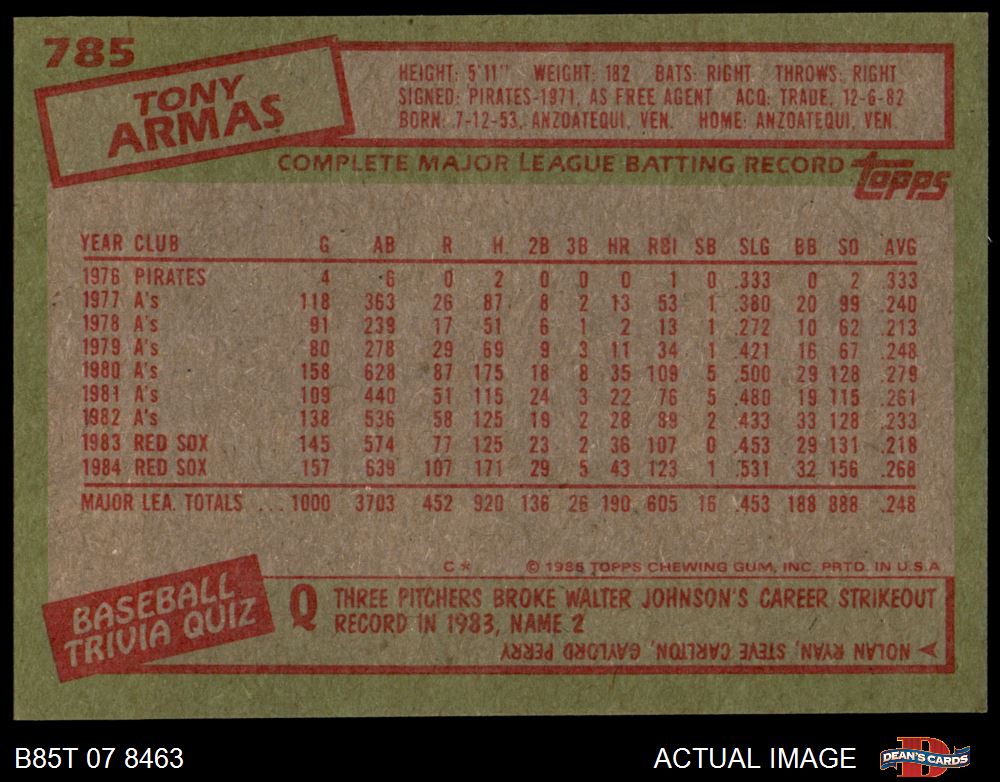 785
TONY
ARMAS
HEIGHT: 5'11" WEIGHT: 182 BATS: RIGHT THROWS: RIGHT
SIGNED: PIRATES-1971, AS FREE AGENT ACQ: TRADE, 12-6-82
BORN: 7-12-53, ANZOATEQUI, VEN. HOME: ANZOATEQUI, VEN.
COMPLETE MAJOR LEAGUE BATTING RECORD topps
YEAR CLUB G AB R H 2B 3B HR RBI SB SLG BB SO AVG
1976 PIRATES 4 6 0 2 0 0 0 1 0 .333 0 2 .333
1977 A's 118 363 26 87 8 2 13 53 1 .380 20 99 .240
1978 A's 91 239 17 51 6 1 2 13 1 .272 10 62 .213
1979 A's 80 278 29 69 9 3 11 34 1 .421 16 67 .248
1980 A's 158 628 87 175 18 8 35 109 5 .500 29 128 .279
1981 A's 109 440 51 115 24 3 22 76 5 .480 19 115 .261
1982 A's 138 536 58 125 19 2 28 89 2 .433 33 128 .233
1983 RED SOX 145 574 77 125 23 2 36 107 0 .453 29 131 .218
1984 RED SOX 157 639 107 171 29 5 43 123 1 .531 32 156 .268
MAJOR LEA. TOTALS ... 1000 3703 452 920 136 26 190 605 16 .453 188 888 .248
C* © 1985 TOPPS CHEWING GUM, INC. PRTD. IN U.S.A
BASEBALL
TRIVIA QUIZ
Q THREE PITCHERS BROKE WALTER JOHNSON'S CAREER STRIKEOUT
RECORD IN 1983, NAME 2
NOLAN RYAN, STEVE CARLTON, GAYLORD PERRY
B85T 07 8463 ACTUAL IMAGE DEAN'S CARDS